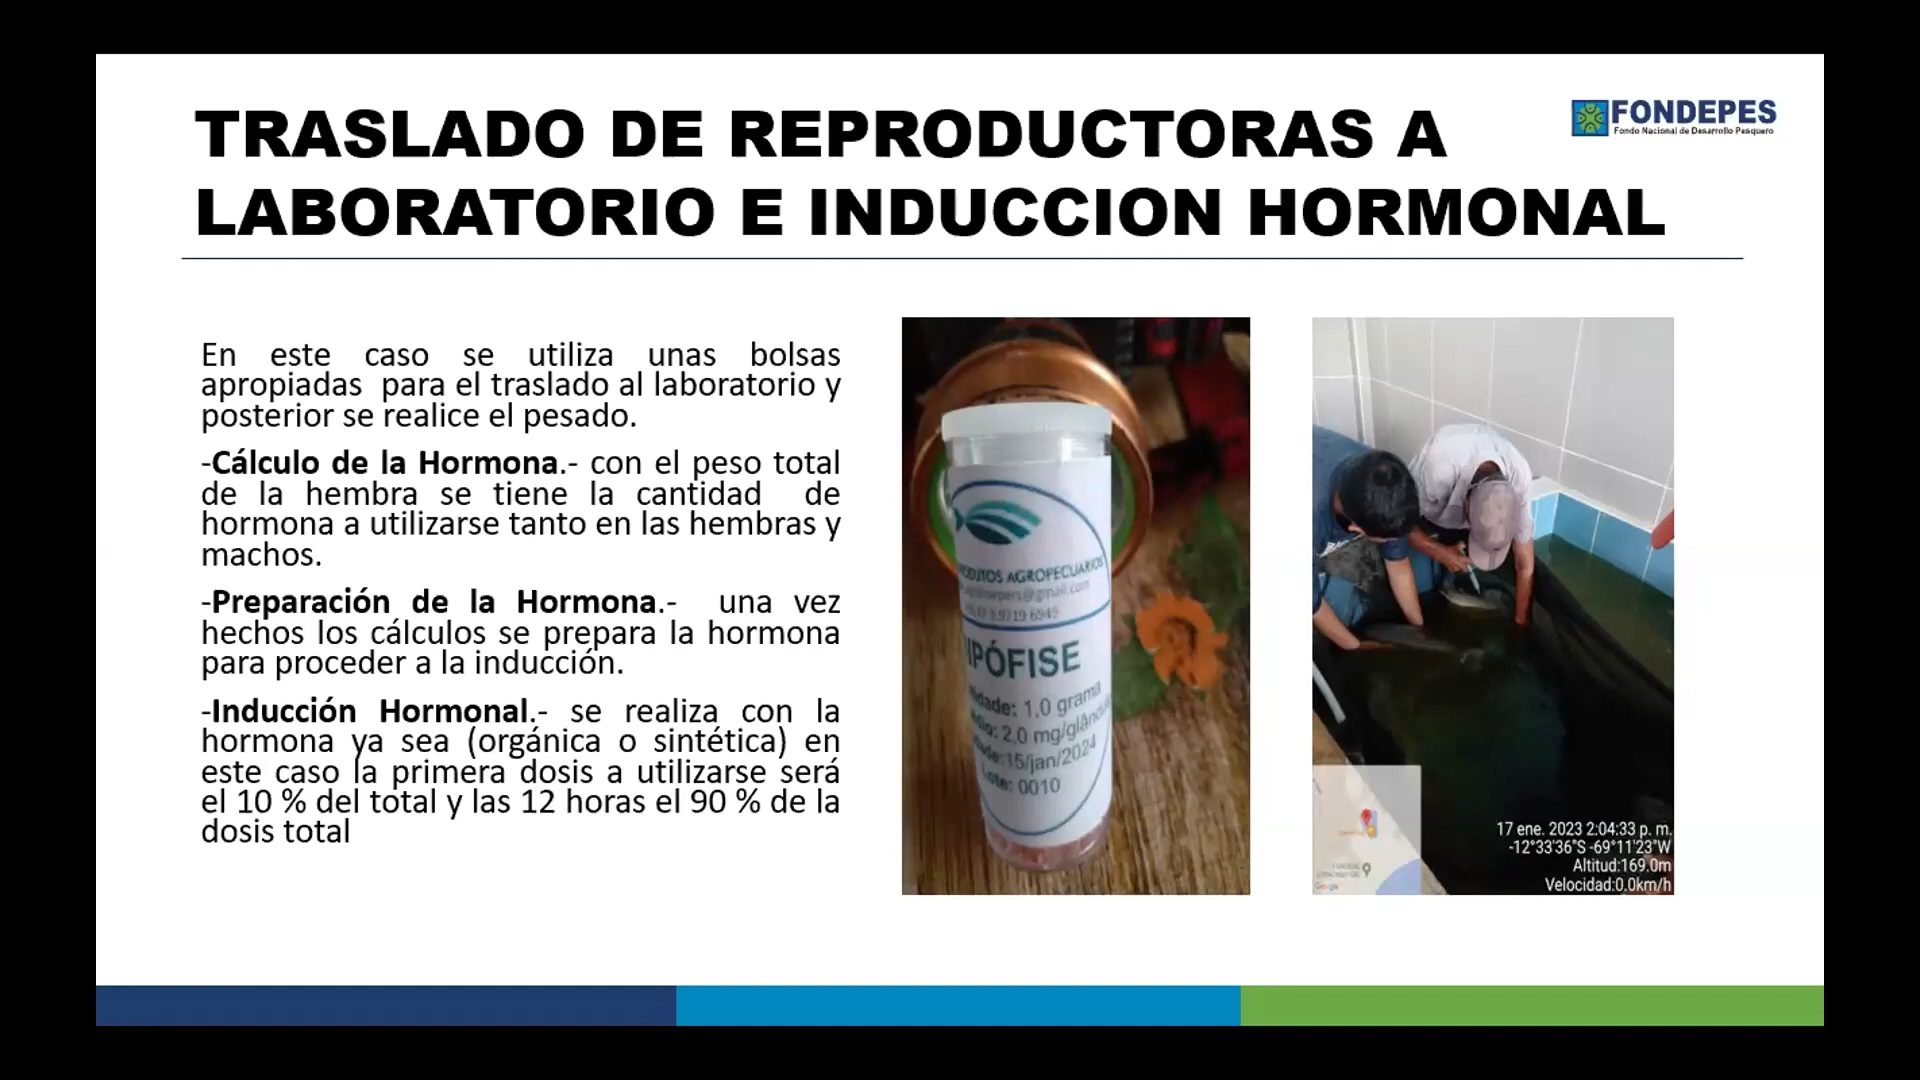 TRASLADO DE REPRODUCTORAS A
LABORATORIO E INDUCCION HORMONAL
FONDEPES
Fondo Nacional de Desarrollo Pesquero
En este caso se utiliza unas bolsas
apropiadas para el traslado al laboratorio y
posterior se realice el pesado.
-Cálculo de la Hormona.- con el peso total
de la hembra se tiene la cantidad de
hormona a utilizarse tanto en las hembras y
machos.
-Preparación de la Hormona.- una vez
hechos los cálculos se prepara la hormona
para proceder a la inducción.
-Inducción Hormonal.- se realiza con la
hormona ya sea (orgánica o sintética) en
este caso la primera dosis a utilizarse será
el 10 % del total y las 12 horas el 90 % de la
dosis total
AGROPECUARIOS
IPÓFISE
1,0 grama
2,0 mg/glându
15/jan/2024
Lote: 0010
17 ene. 2023 2:04:33 p. m.
-12°33'36"S -69°11'23"W
Altitud:169.0m
Velocidad:0.0km/h
Google